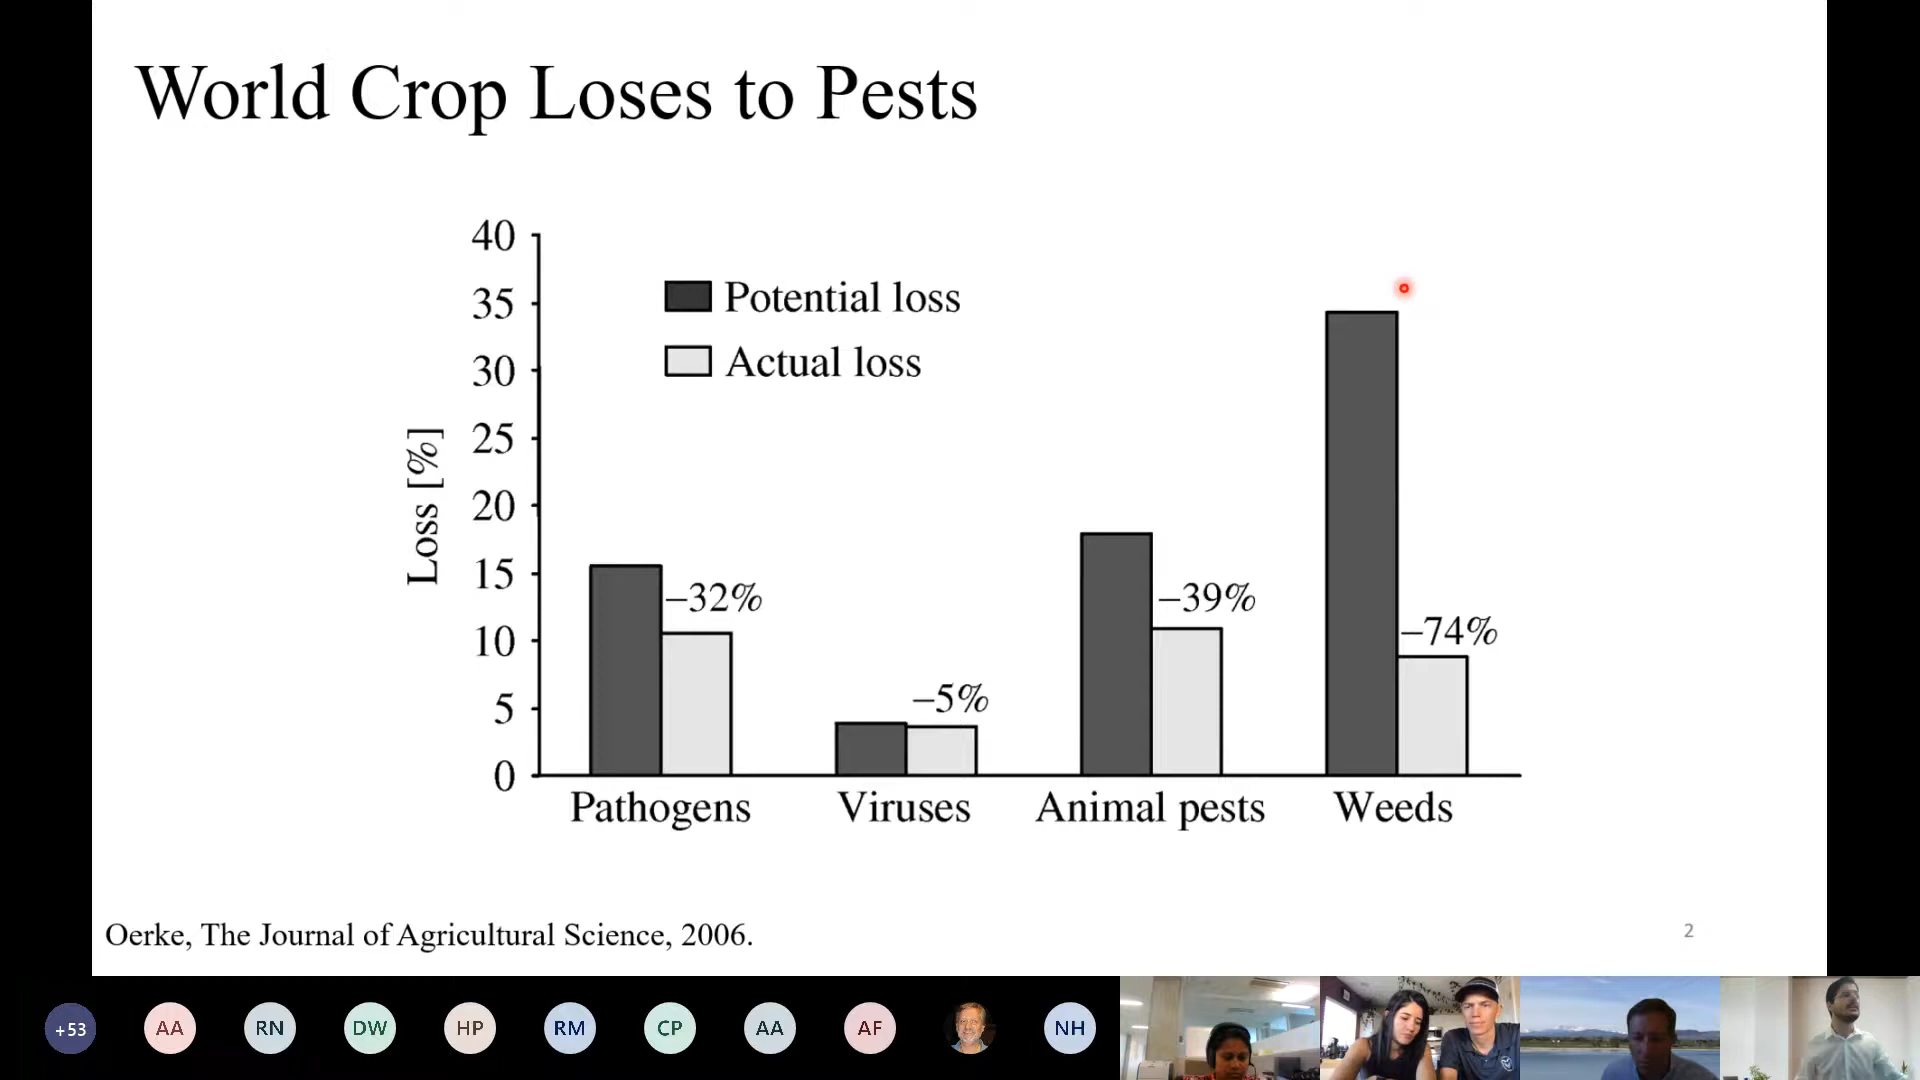 World Crop Loses to Pests
40
35
30
25
20
15
10
5
0
Loss [%]
Potential loss
Actual loss
–32%
–5%
–39%
–74%
Pathogens Viruses Animal pests Weeds
Oerke, The Journal of Agricultural Science, 2006.
2
+53 AA RN DW HP RM CP AA AF NH